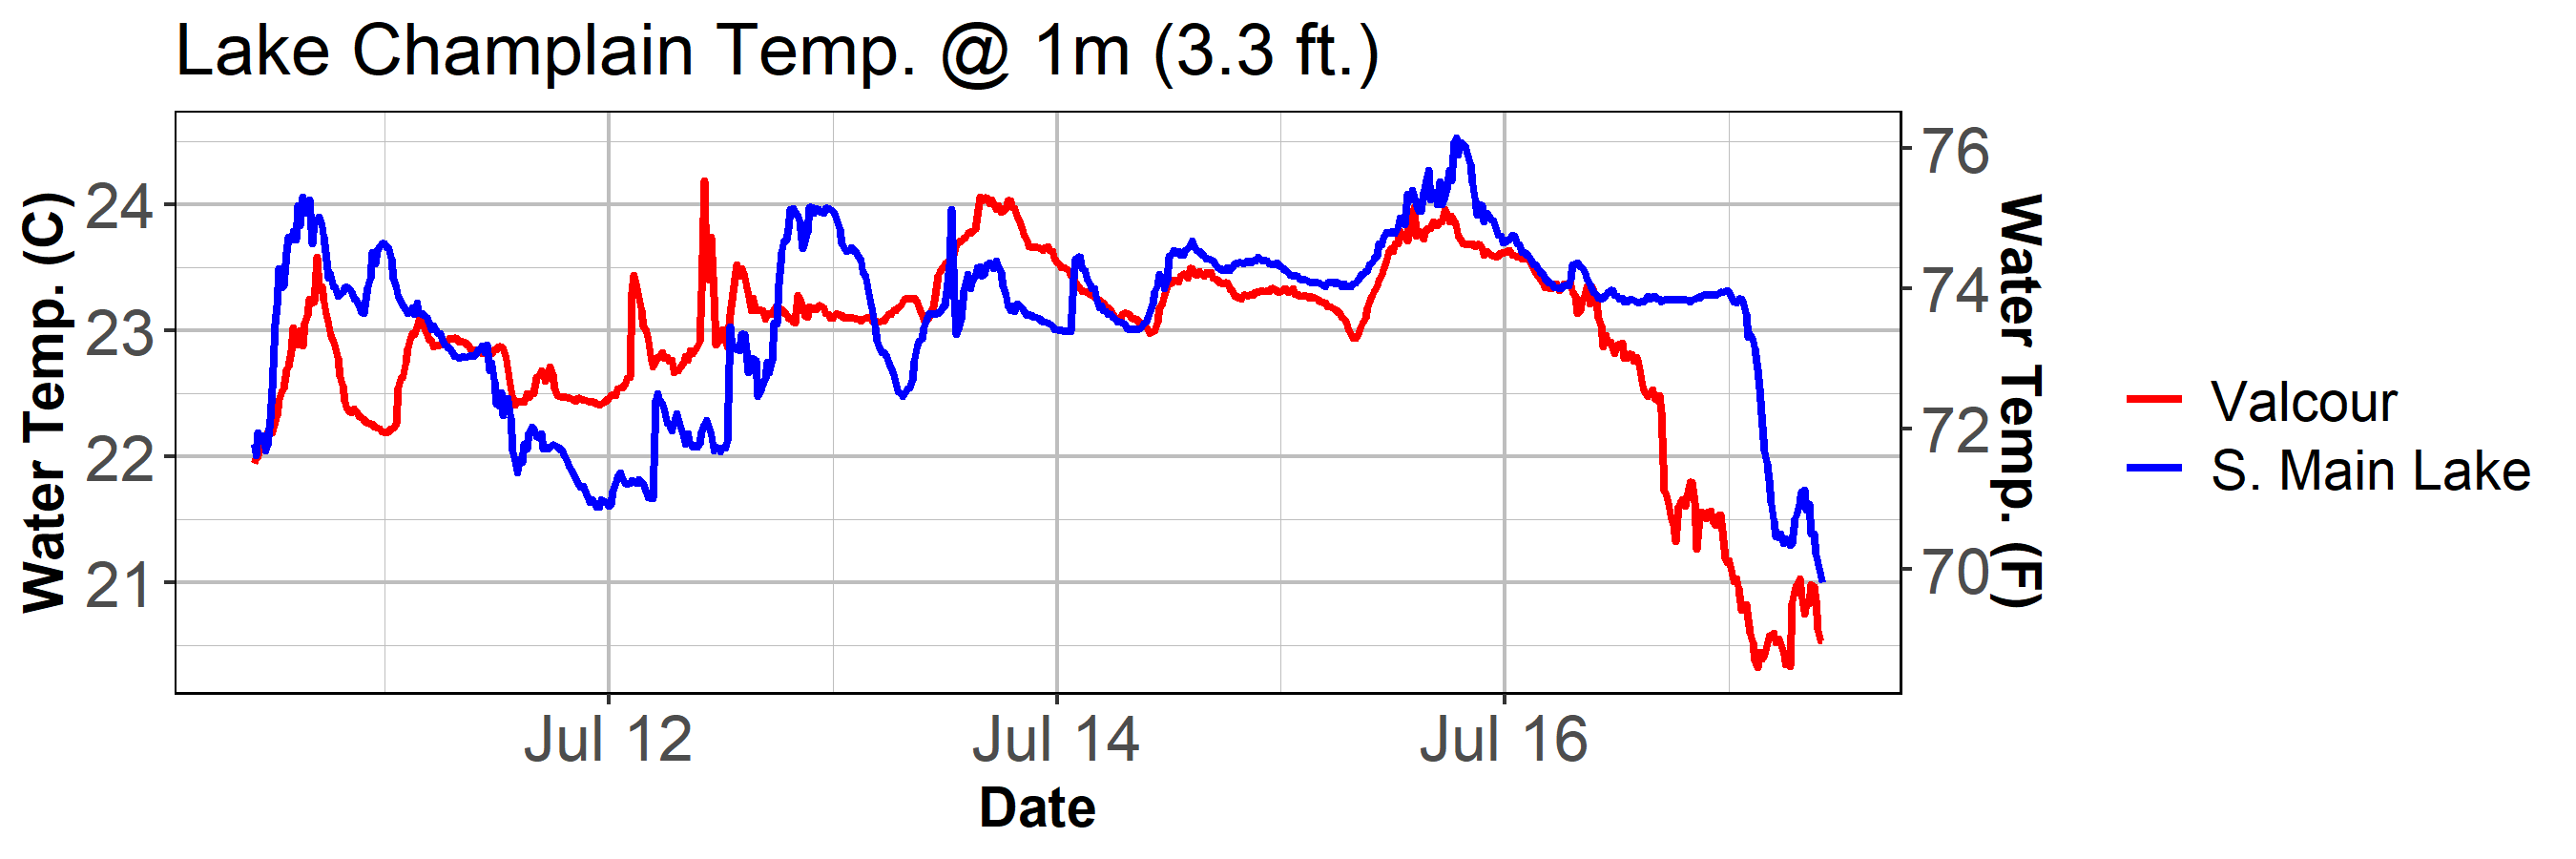 Lake Champlain Temp. @ 1m (3.3 ft.)
Water Temp. (C)
24
23
22
21
76
74
72
70
Water Temp. (F)
Jul 12
Jul 14
Jul 16
Date
Valcour
S. Main Lake